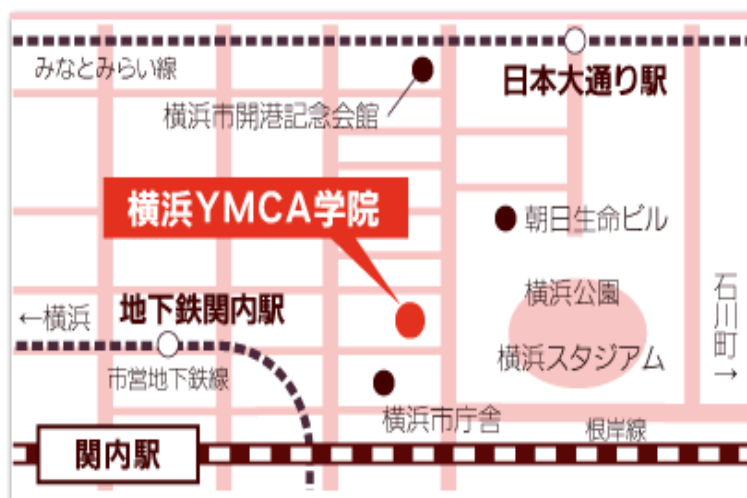 みなとみらい線
日本大通り駅
横浜市開港記念会館
横浜YMCA学院
朝日生命ビル
横浜公園
←横浜
地下鉄関内駅
石川町→
横浜スタジアム
市営地下鉄線
横浜市庁舎
根岸線
関内駅